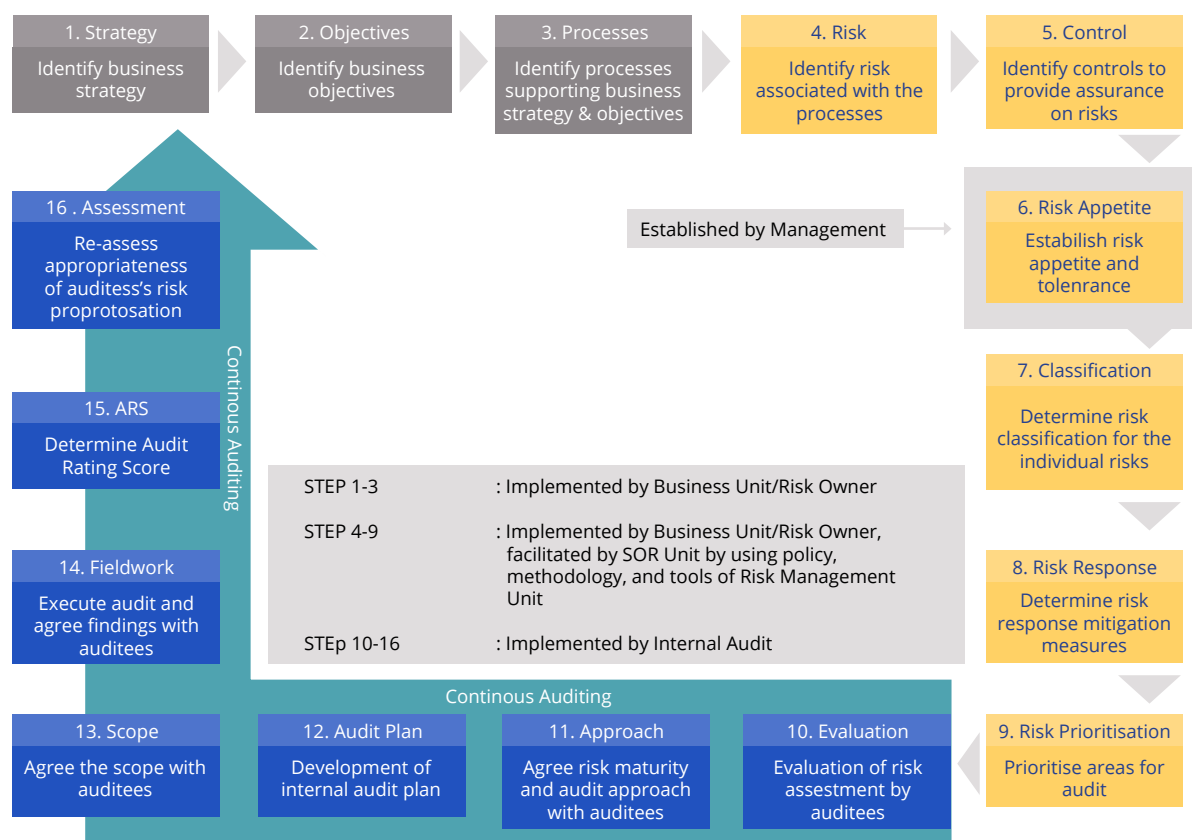 1. Strategy
Identify business
strategy
2. Objectives
Identify business
objectives
3. Processes
Identify processes
supporting business
strategy & objectives
4. Risk
Identify risk
associated with the
processes
5. Control
Identify controls to
provide assurance
on risks
Established by Management
6. Risk Appetite
Estabilish risk
appetite and
tolenrance
7. Classification
Determine risk
classification for the
individual risks
8. Risk Response
Determine risk
response mitigation
measures
9. Risk Prioritisation
Prioritise areas for
audit
10. Evaluation
Evaluation of risk
assestment by
auditees
11. Approach
Agree risk maturity
and audit approach
with auditees
12. Audit Plan
Development of
internal audit plan
13. Scope
Agree the scope with
auditees
14. Fieldwork
Execute audit and
agree findings with
auditees
15. ARS
Determine Audit
Rating Score
16 . Assessment
Re-assess
appropriateness
of auditess's risk
proprotosation
Continous Auditing
Continous Auditing
STEP 1-3 : Implemented by Business Unit/Risk Owner
STEP 4-9 : Implemented by Business Unit/Risk Owner,
facilitated by SOR Unit by using policy,
methodology, and tools of Risk Management
Unit
STEp 10-16 : Implemented by Internal Audit